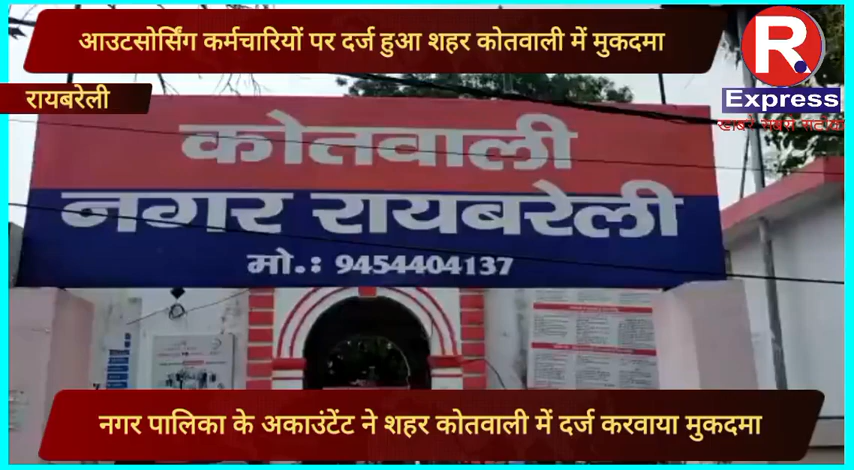 आउटसोर्सिंग कर्मचारियों पर दर्ज हुआ शहर कोतवाली में मुकदमा
R.
Express
रायबरेली
कोतवाली
नगर रायबरेली
मो.: 9454404137
नगर पालिका के अकाउंटेंट ने शहर कोतवाली में दर्ज करवाया मुकदमा